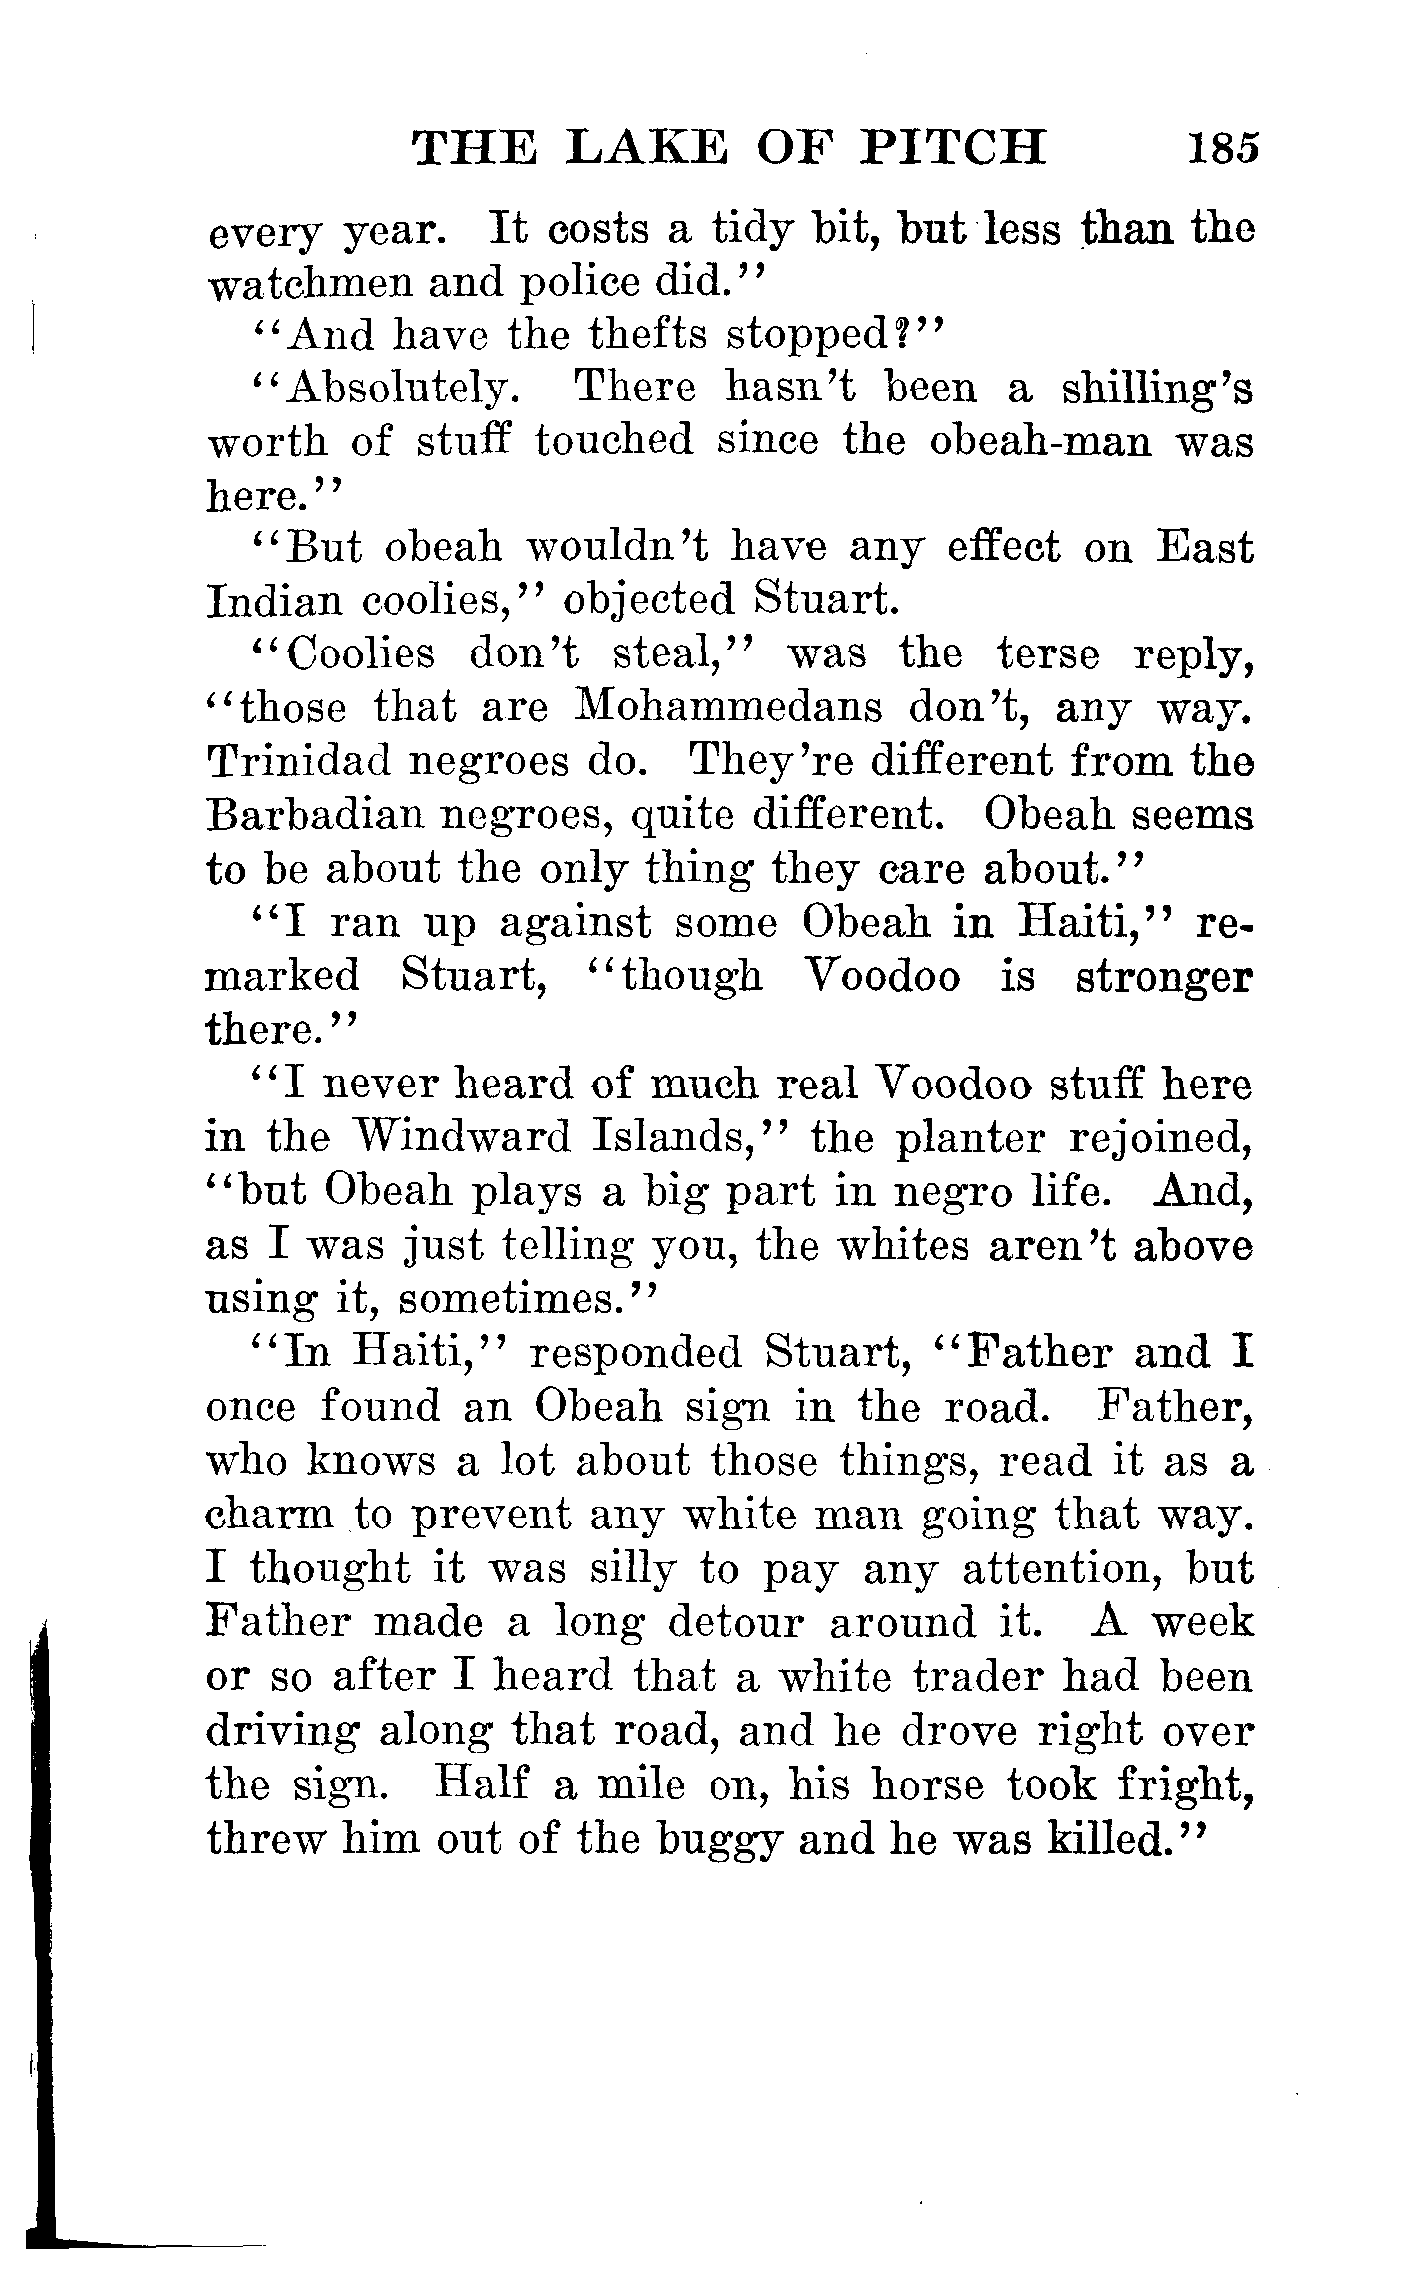 THE LAKE OF PITCH 185
every year. It costs a tidy bit, but less than the
watchmen and police did."
"And have the thefts stopped?"
"Absolutely. There hasn't been a shilling's
worth of stuff touched since the obeah-man was
here."
"But obeah wouldn't have any effect on East
Indian coolies," objected Stuart.
"Coolies don't steal," was the terse reply,
"those that are Mohammedans don't, any way.
Trinidad negroes do. They're different from the
Barbadian negroes, quite different. Obeah seems
to be about the only thing they care about."
"I ran up against some Obeah in Haiti," re-
marked Stuart, "though Voodoo is stronger
there."
"I never heard of much real Voodoo stuff here
in the Windward Islands," the planter rejoined,
"but Obeah plays a big part in negro life. And,
as I was just telling you, the whites aren't above
using it, sometimes."
"In Haiti," responded Stuart, "Father and I
once found an Obeah sign in the road. Father,
who knows a lot about those things, read it as a
charm to prevent any white man going that way.
I thought it was silly to pay any attention, but
Father made a long detour around it. A week
or so after I heard that a white trader had been
driving along that road, and he drove right over
the sign. Half a mile on, his horse took fright,
threw him out of the buggy and he was killed."